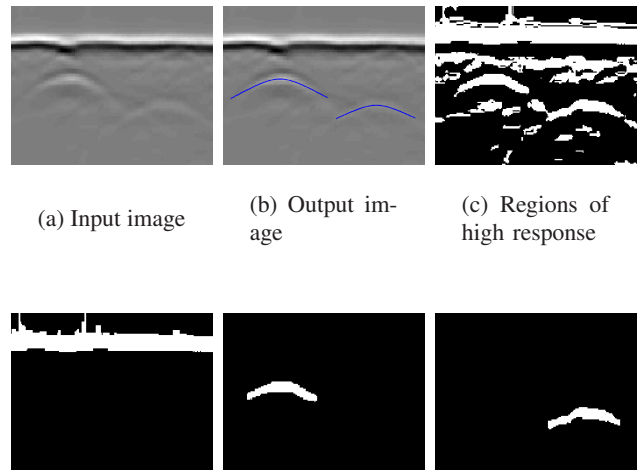 (a) Input image
(b) Output im-
age
(c) Regions of
high response